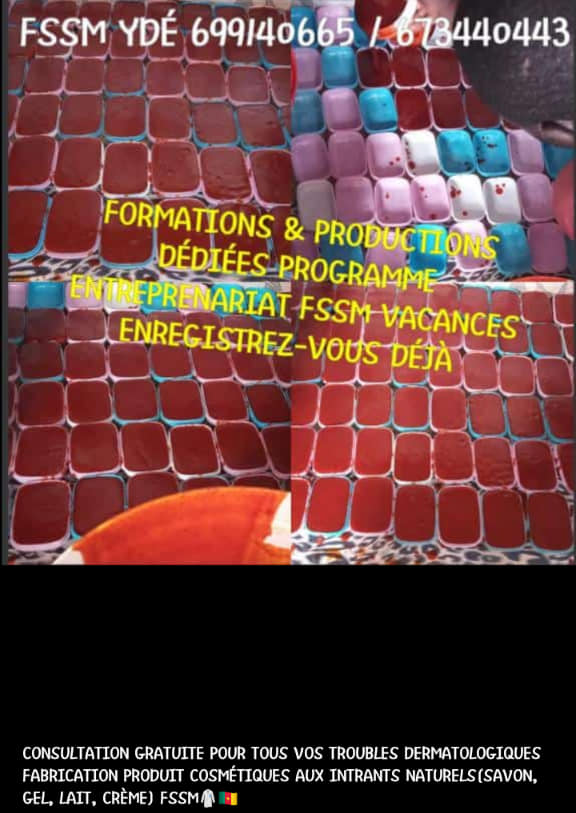 FSSM YDÉ 699140665 / 673440443
FORMATIONS & PRODUCTIONS
DÉDIÉES PROGRAMME
ENTREPRENARIAT FSSM VACANCES
ENREGISTREZ-VOUS DÉJÀ
CONSULTATION GRATUITE POUR TOUS VOS TROUBLES DERMATOLOGIQUES
FABRICATION PRODUIT COSMÉTIQUES AUX INTRANTS NATURELS(SAVON,
GEL, LAIT, CRÈME) FSSM🥼🇨🇲